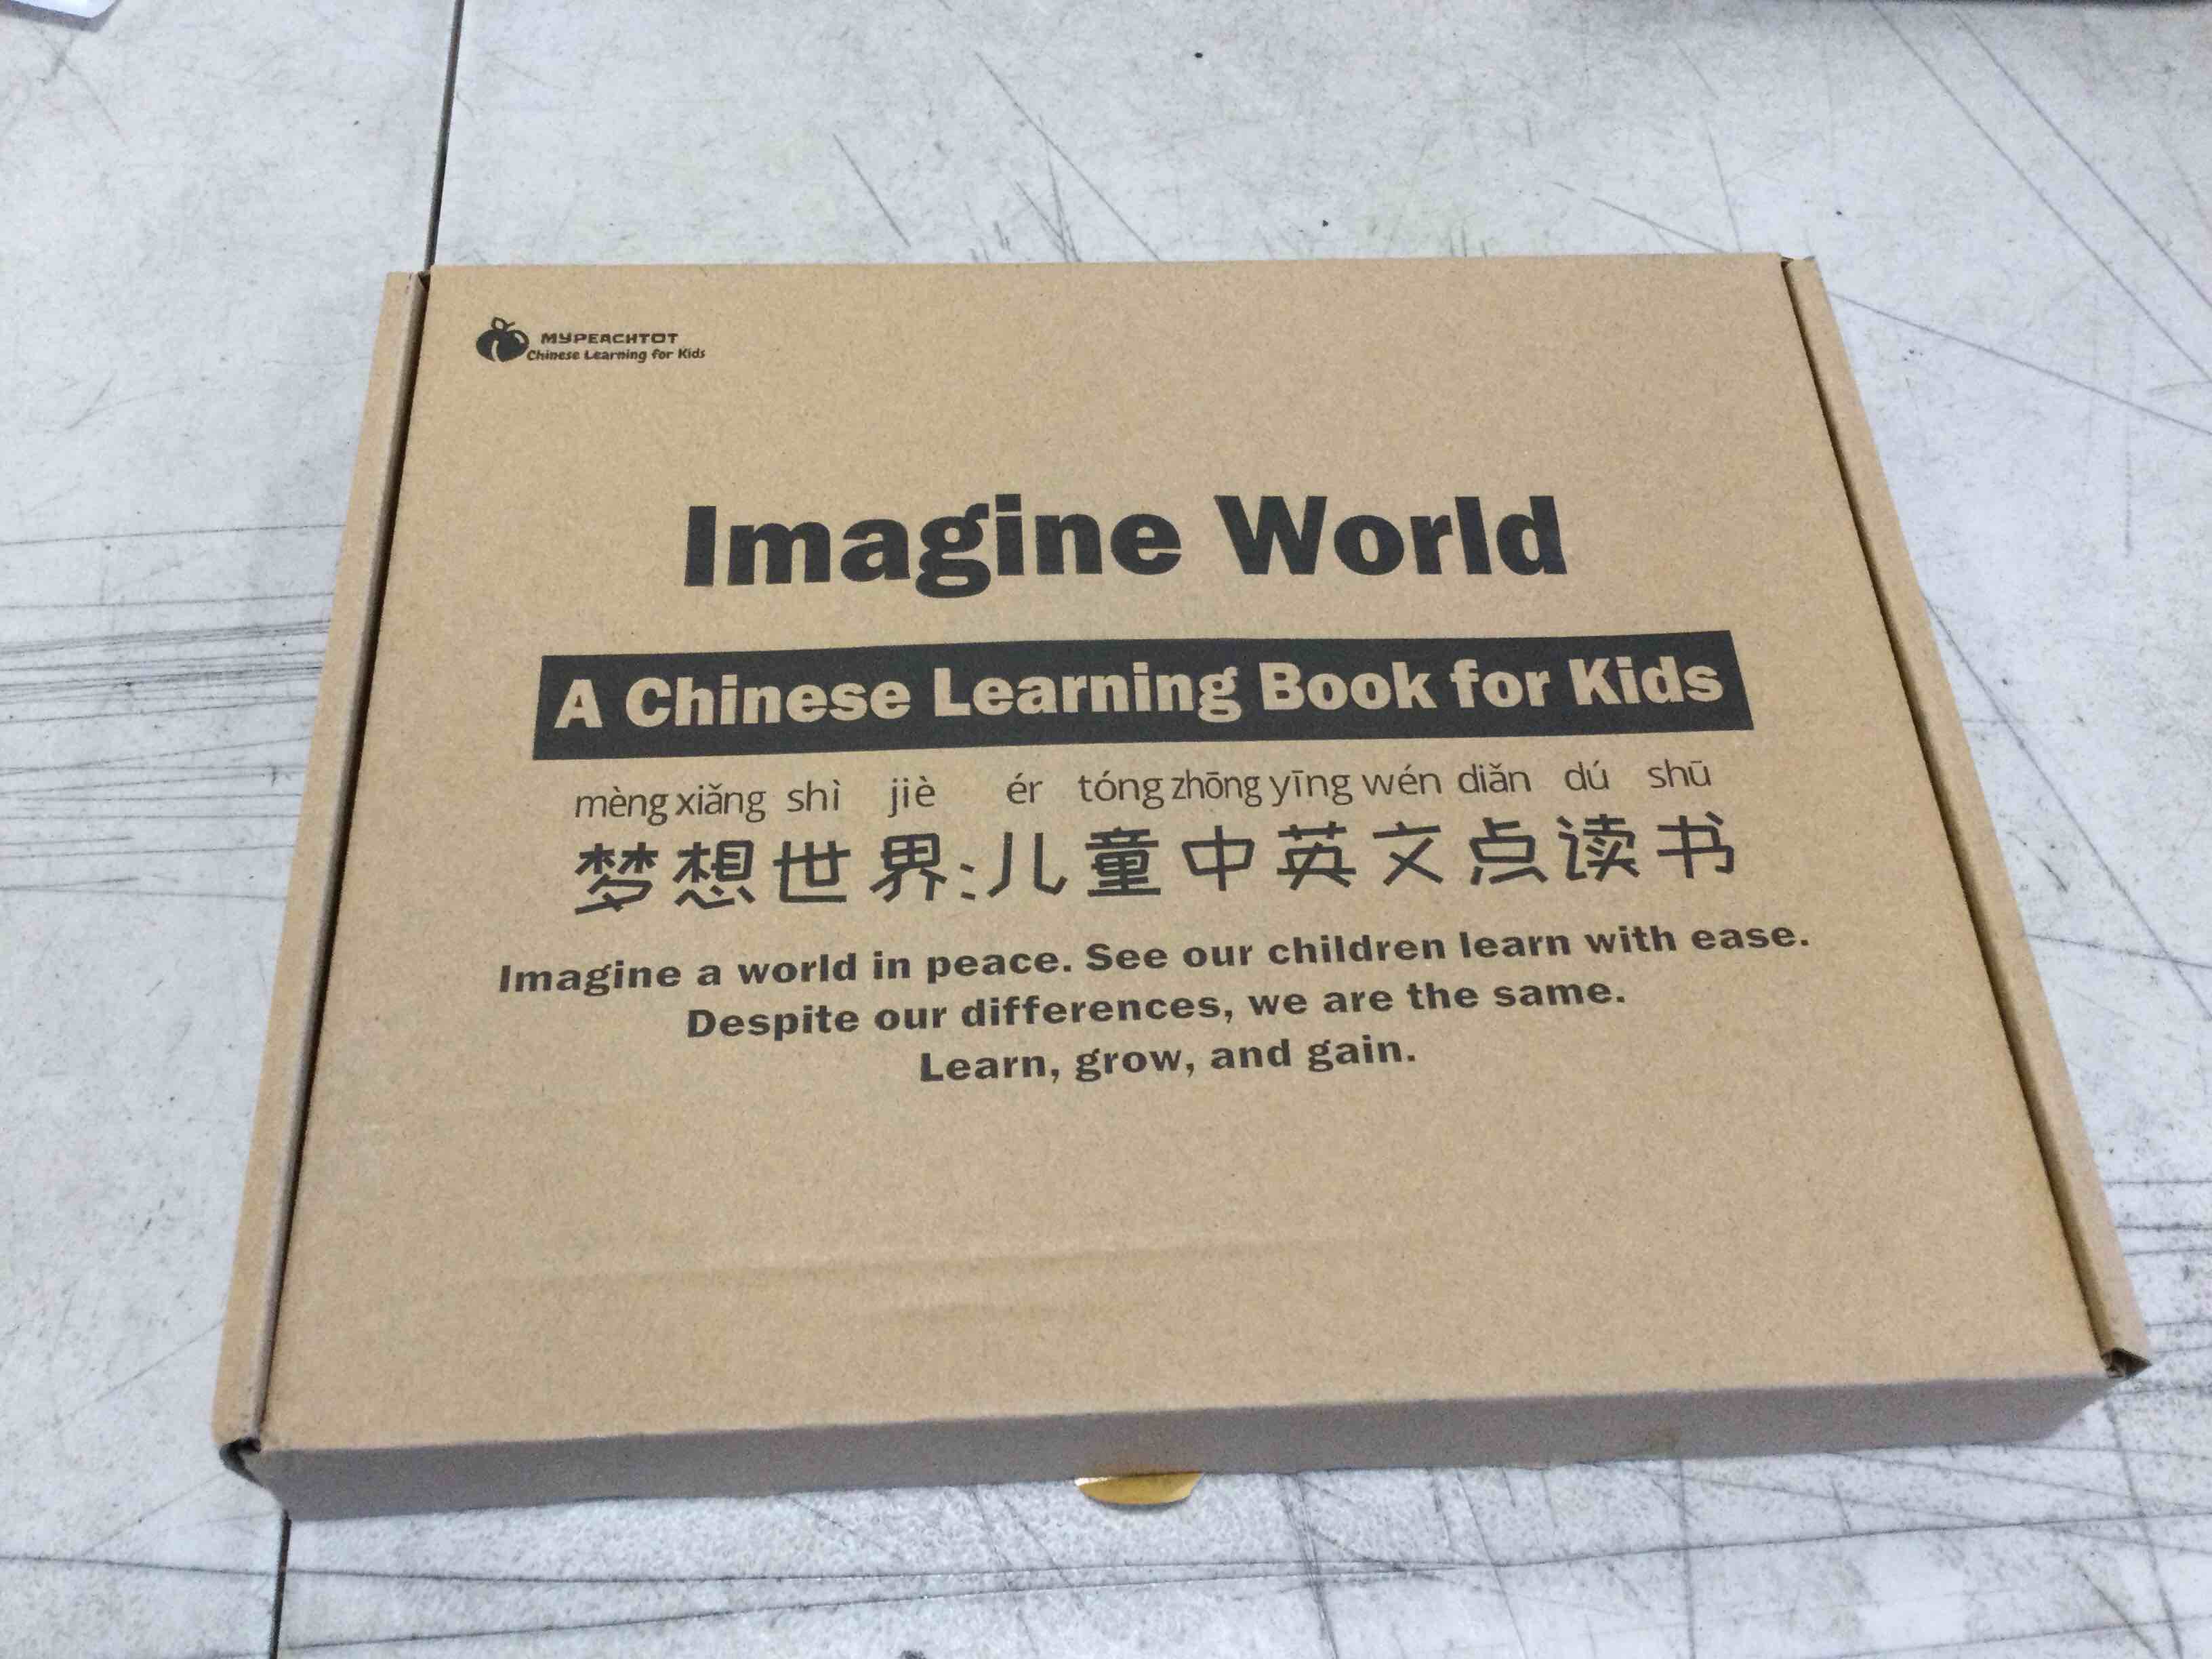 MYPEACHTOT
Chinese Learning for Kids
Imagine World
A Chinese Learning Book for Kids
mèng xiǎng shì jiè ér tóng zhōng yīng wén diǎn dú shū
梦想世界:儿童中英文点读书
Imagine a world in peace. See our children learn with ease.
Despite our differences, we are the same.
Learn, grow, and gain.